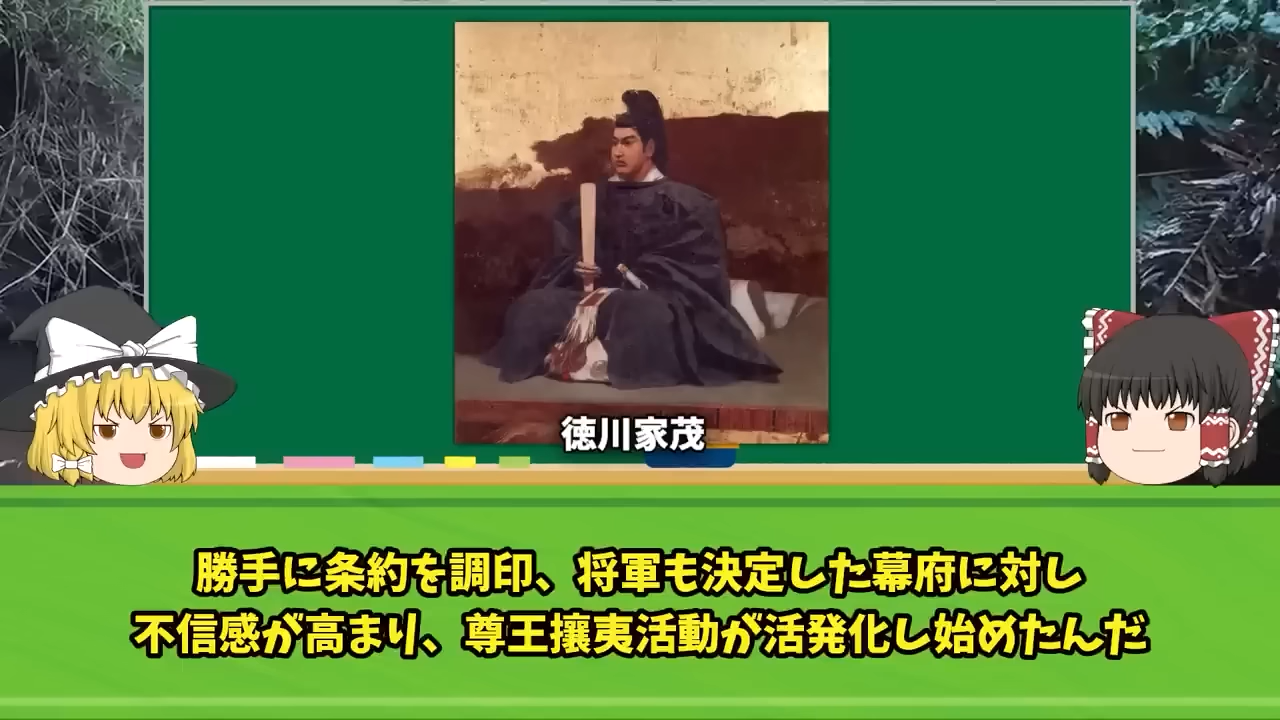 徳川家茂
勝手に条約を調印、将軍も決定した幕府に対し
不信感が高まり、尊王攘夷活動が活発化し始めたんだ